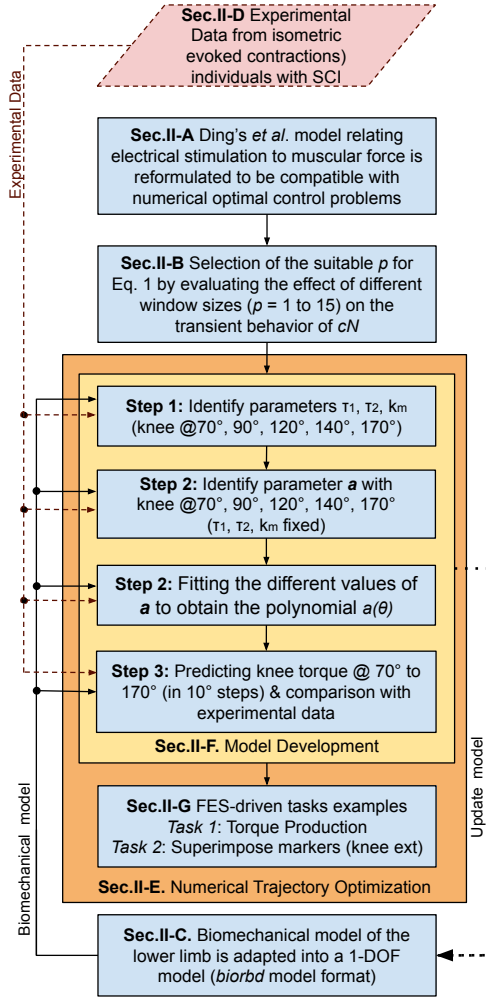 Sec.II-D Experimental
Data from isometric
evoked contractions)
individuals with SCI
Experimental Data
Sec.II-A Ding's et al. model relating
electrical stimulation to muscular force is
reformulated to be compatible with
numerical optimal control problems
Sec.II-B Selection of the suitable p for
Eq. 1 by evaluating the effect of different
window sizes (p = 1 to 15) on the
transient behavior of cN
Step 1: Identify parameters τ1, τ2, km
(knee @70°, 90°, 120°, 140°, 170°)
Step 2: Identify parameter a with
knee @70°, 90°, 120°, 140°, 170°
(τ1, τ2, km fixed)
Step 2: Fitting the different values of
a to obtain the polynomial a(θ)
Step 3: Predicting knee torque @ 70° to
170° (in 10° steps) & comparison with
experimental data
Sec.II-F. Model Development
Sec.II-G FES-driven tasks examples
Task 1: Torque Production
Task 2: Superimpose markers (knee ext)
Sec.II-E. Numerical Trajectory Optimization
Biomechanical model
Update model
Sec.II-C. Biomechanical model of the
lower limb is adapted into a 1-DOF
model (biorbd model format)